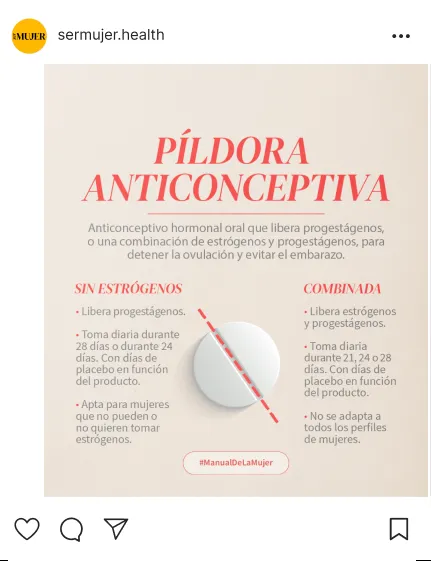 SER MUJER
sermujer.health
PÍLDORA
ANTICONCEPTIVA
Anticonceptivo hormonal oral que libera progestágenos,
o una combinación de estrógenos y progestágenos, para
detener la ovulación y evitar el embarazo.
SIN ESTRÓGENOS
• Libera progestágenos.
• Toma diaria durante
28 días o durante 24
días. Con días de
placebo en función
del producto.
• Apta para mujeres
que no pueden o
no quieren tomar
estrógenos.
COMBINADA
• Libera estrógenos
y progestágenos.
• Toma diaria
durante 21, 24 o 28
días. Con días de
placebo en función
del producto.
• No se adapta a
todos los perfiles
de mujeres.
#ManualDeLaMujer